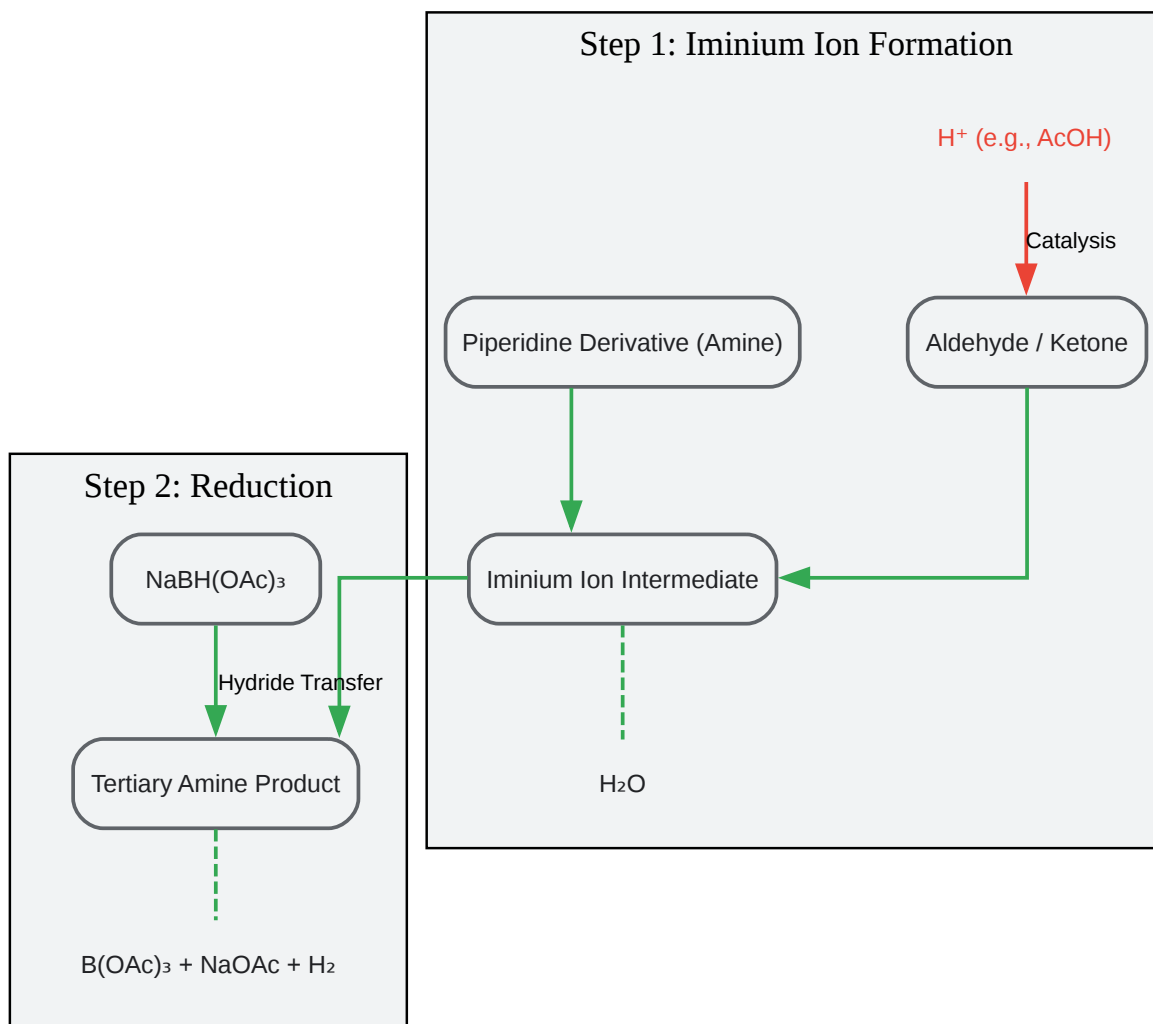 Step 1: Iminium Ion Formation
H⁺ (e.g., AcOH)
Catalysis
Piperidine Derivative (Amine)
Aldehyde / Ketone
Step 2: Reduction
NaBH(OAc)₃
Iminium Ion Intermediate
Hydride Transfer
Tertiary Amine Product
H₂O
B(OAc)₃ + NaOAc + H₂